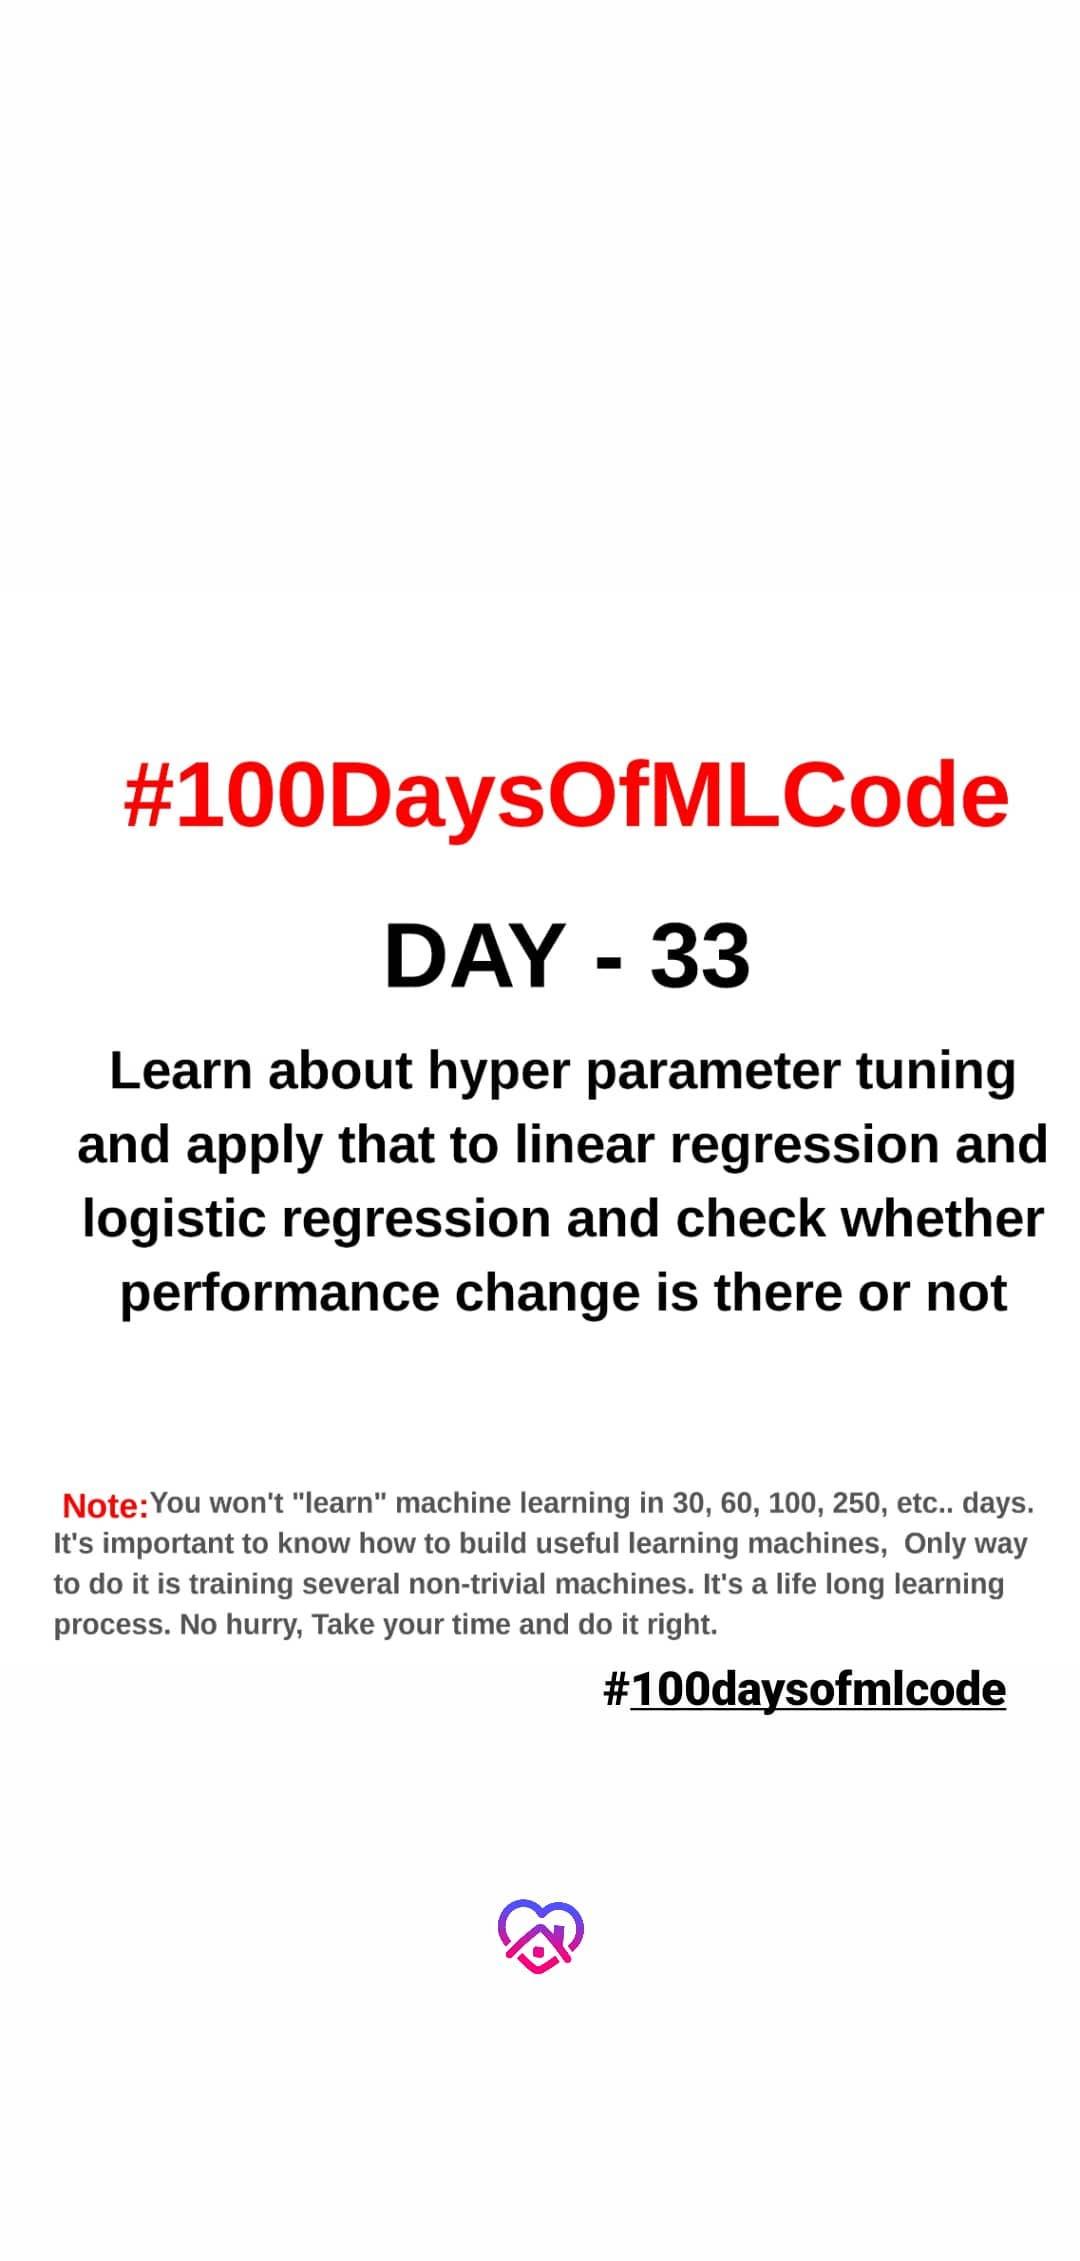 #100DaysOfMLCode
DAY - 33
Learn about hyper parameter tuning
and apply that to linear regression and
logistic regression and check whether
performance change is there or not
Note:You won't "learn" machine learning in 30, 60, 100, 250, etc.. days.
It's important to know how to build useful learning machines,  Only way
to do it is training several non-trivial machines. It's a life long learning
process. No hurry, Take your time and do it right.
#100daysofmlcode